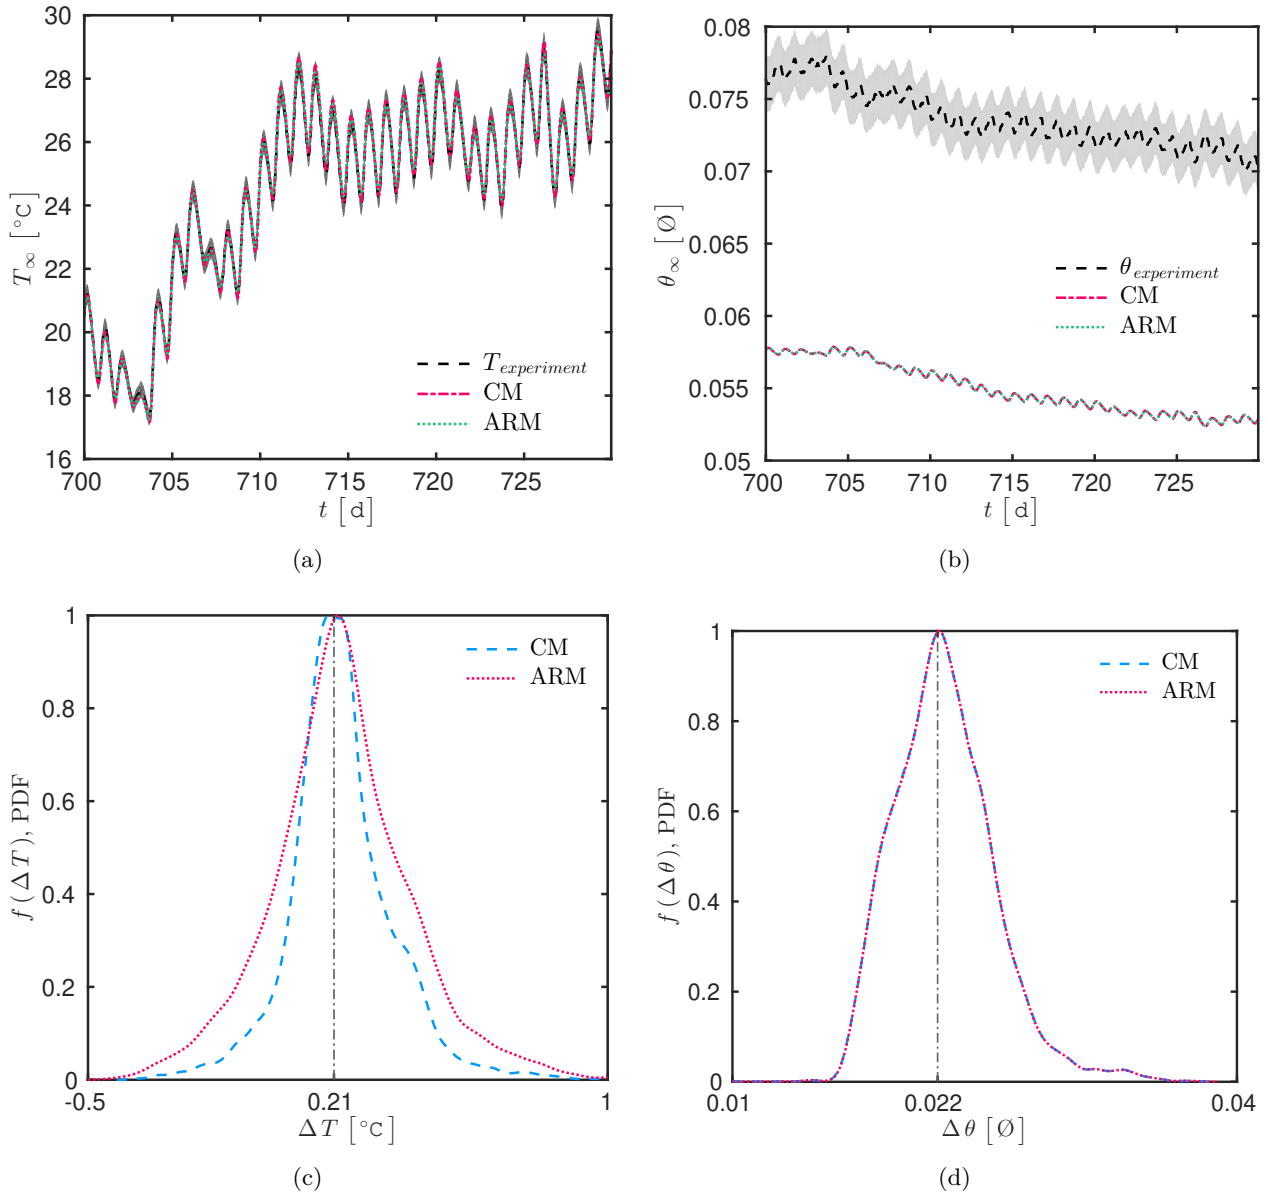 30
28
26
24
22
20
18
16
T∞ [°C]
T experiment
CM
ARM
700 705 710 715 720 725
t [d]
(a)
0.08
0.075
0.07
0.065
0.06
0.055
0.05
θ∞ [Ø]
θ experiment
CM
ARM
700 705 710 715 720 725
t [d]
(b)
1
0.8
0.6
0.4
0.2
0
f (ΔT), PDF
CM
ARM
-0.5 0.21 1
ΔT [°C]
(c)
1
0.8
0.6
0.4
0.2
0
f (Δθ), PDF
CM
ARM
0.01 0.022 0.04
Δθ [Ø]
(d)